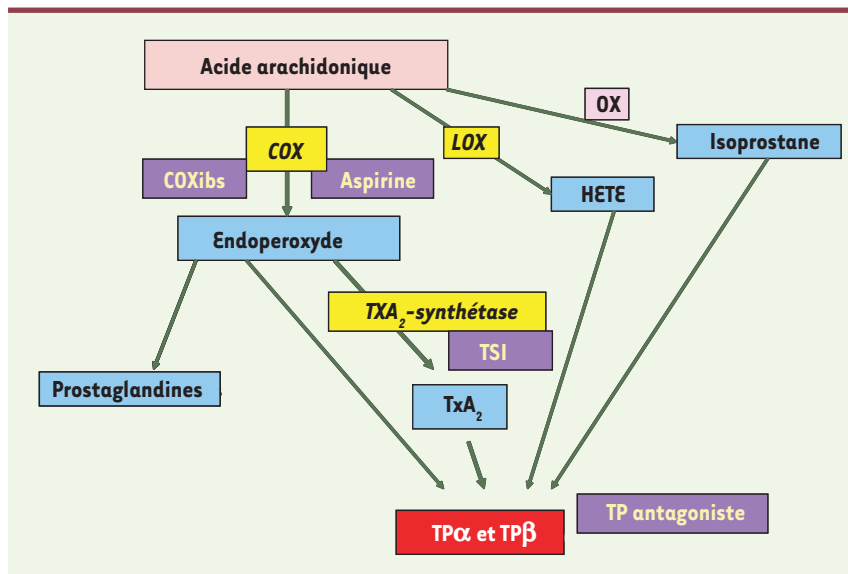 Acide arachidonique
OX
COX
LOX
Isoprostane
COXibs
Aspirine
HETE
Endoperoxyde
TXA₂-synthétase
TSI
Prostaglandines
TxA₂
TP antagoniste
TPα et TPβ